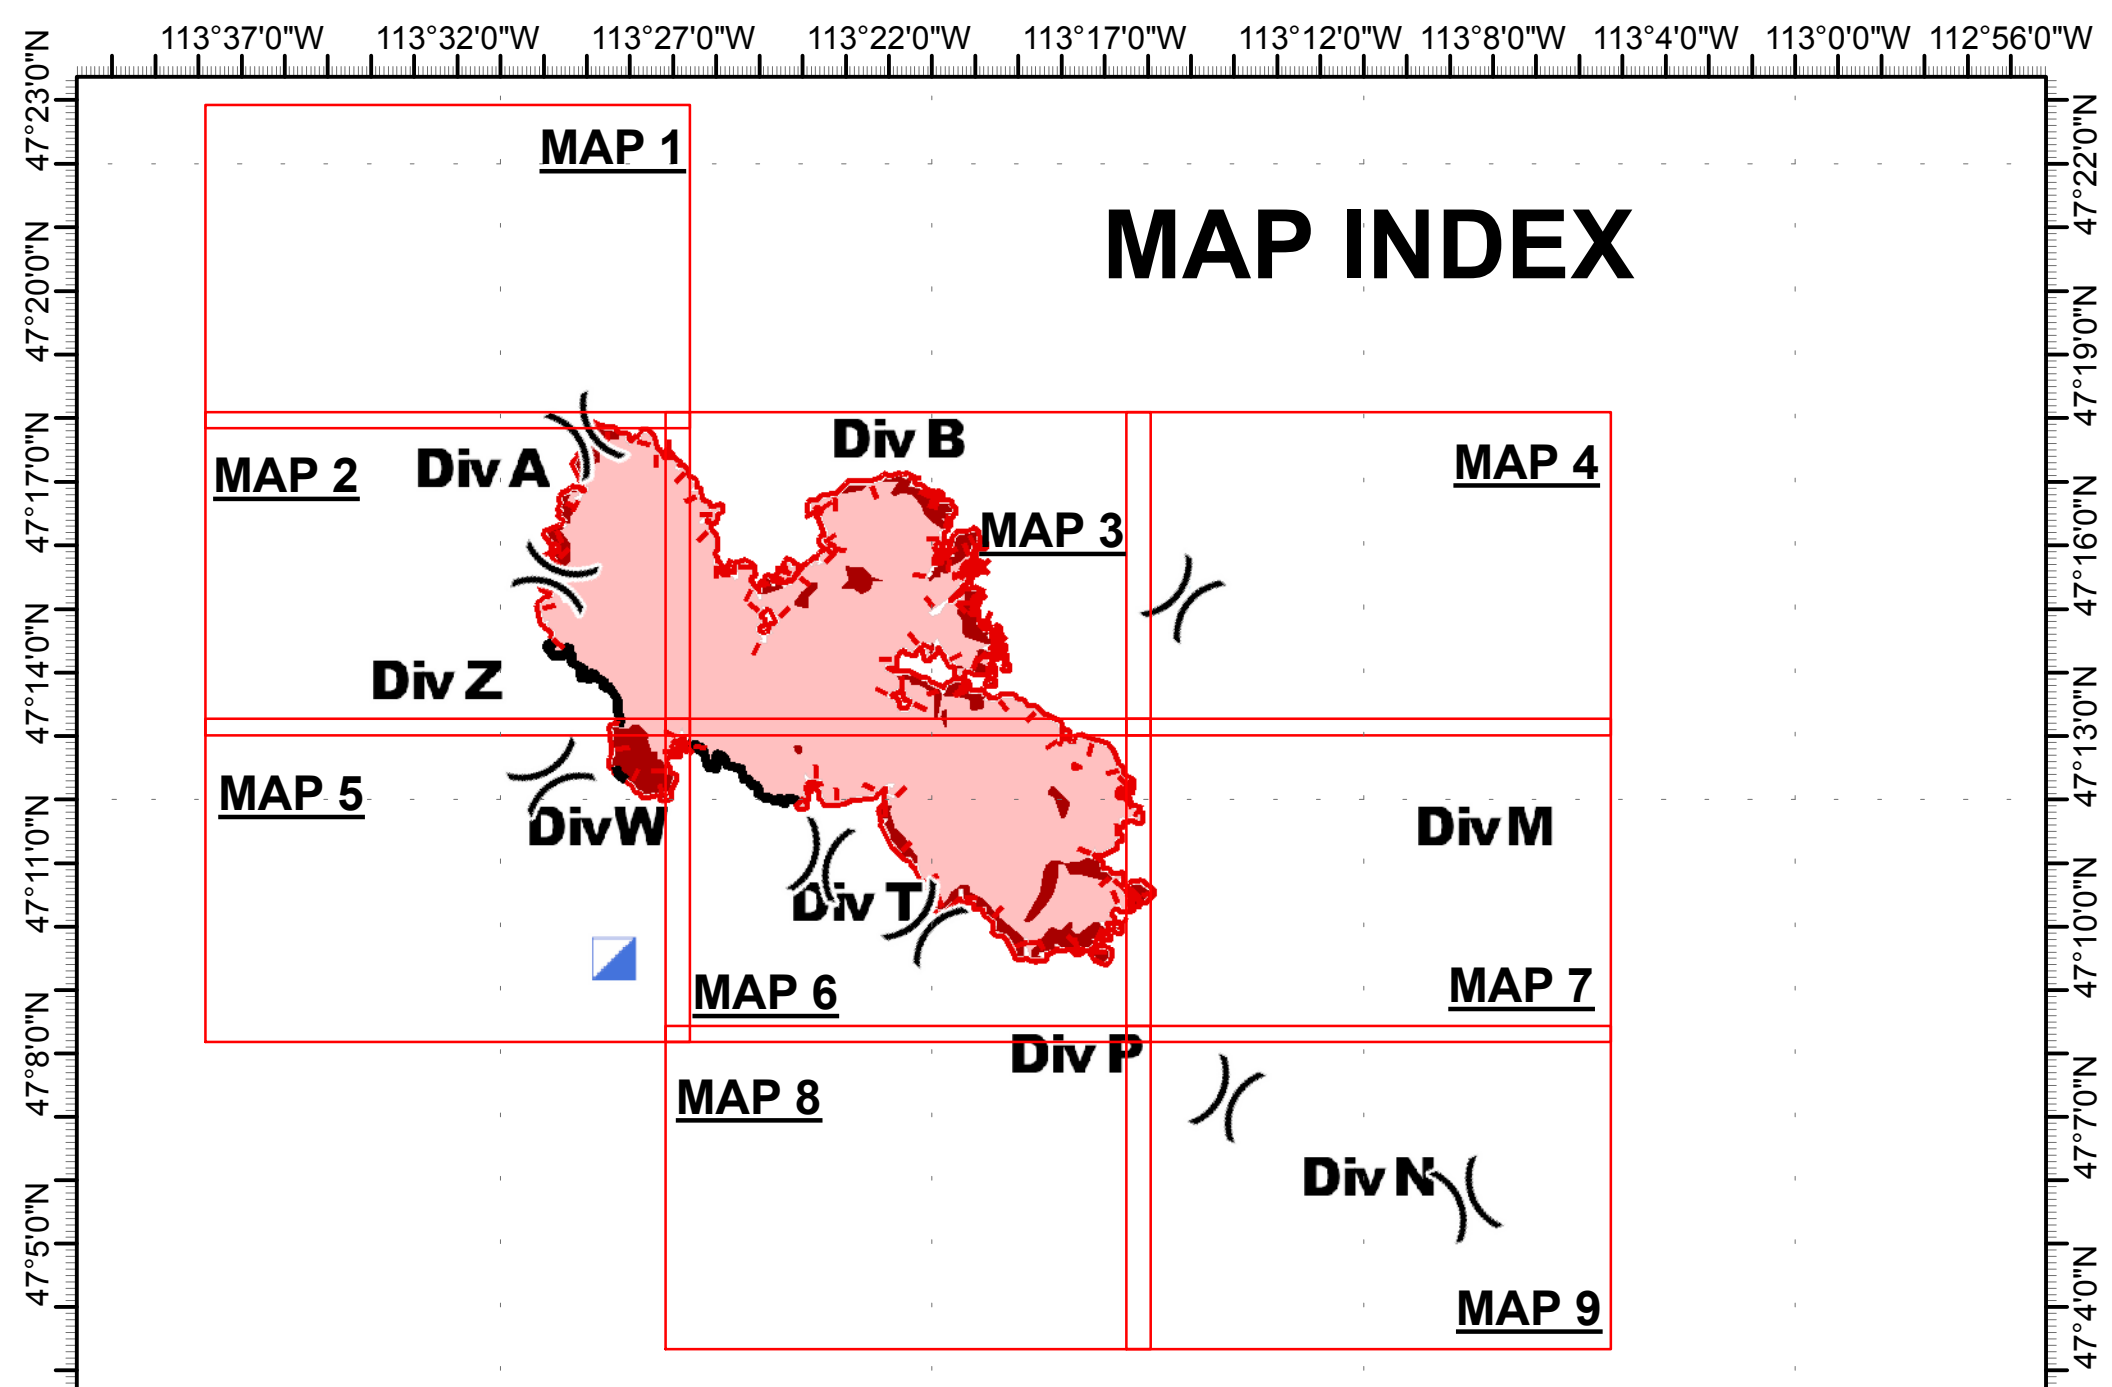 113°37'0"W 113°32'0"W 113°27'0"W 113°22'0"W 113°17'0"W 113°12'0"W 113°8'0"W 113°4'0"W 113°0'0"W 112°56'0"W
47°23'0"N
47°22'0"N
MAP 1
MAP INDEX
47°20'0"N
47°19'0"N
Div B
MAP 4
Div A
MAP 2
47°17'0"N
MAP 3
47°16'0"N
Div Z
47°14'0"N
47°13'0"N
MAP 5
Div W
Div M
47°11'0"N
Div T
47°10'0"N
MAP 6
MAP 7
47°8'0"N
Div P
MAP 8
47°7'0"N
Div N
47°5'0"N
47°4'0"N
MAP 9